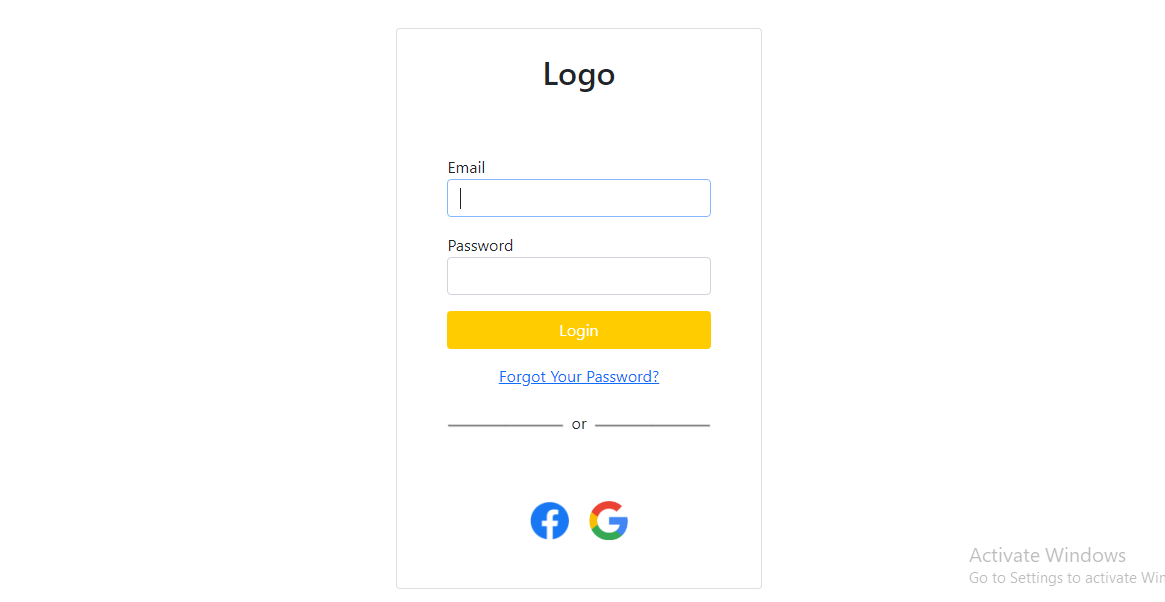 Logo
Email
Password
Login
Forgot Your Password?
or
Activate Windows
Go to Settings to activate Win